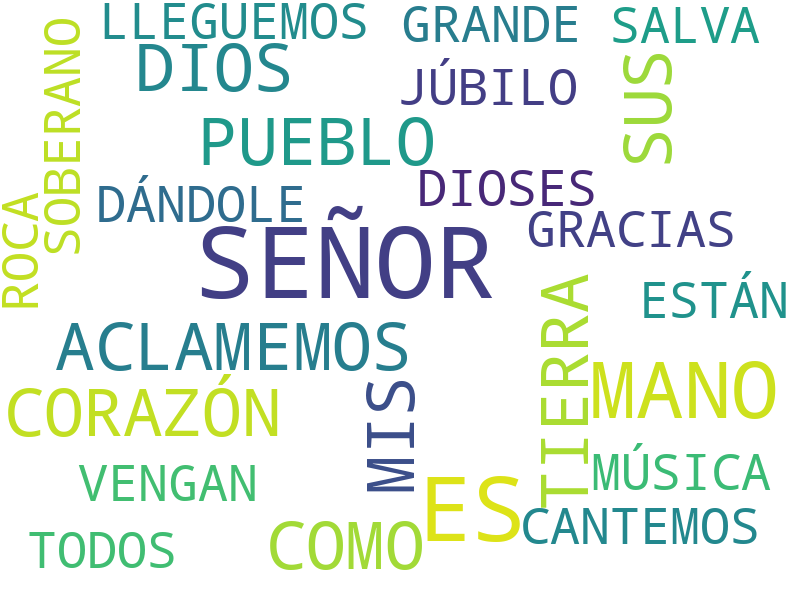 LLEGUEMOS
GRANDE
SALVA
SOBERANO
DIOS
JÚBILO
SUS
PUEBLO
DÁNDOLE
DIOSES
ROCA
SEÑOR
GRACIAS
ESTÁN
TIERRA
ACLAMEMOS
MANO
CORAZÓN
MIS
VENGAN
MÚSICA
ES
CANTEMOS
TODOS
COMO